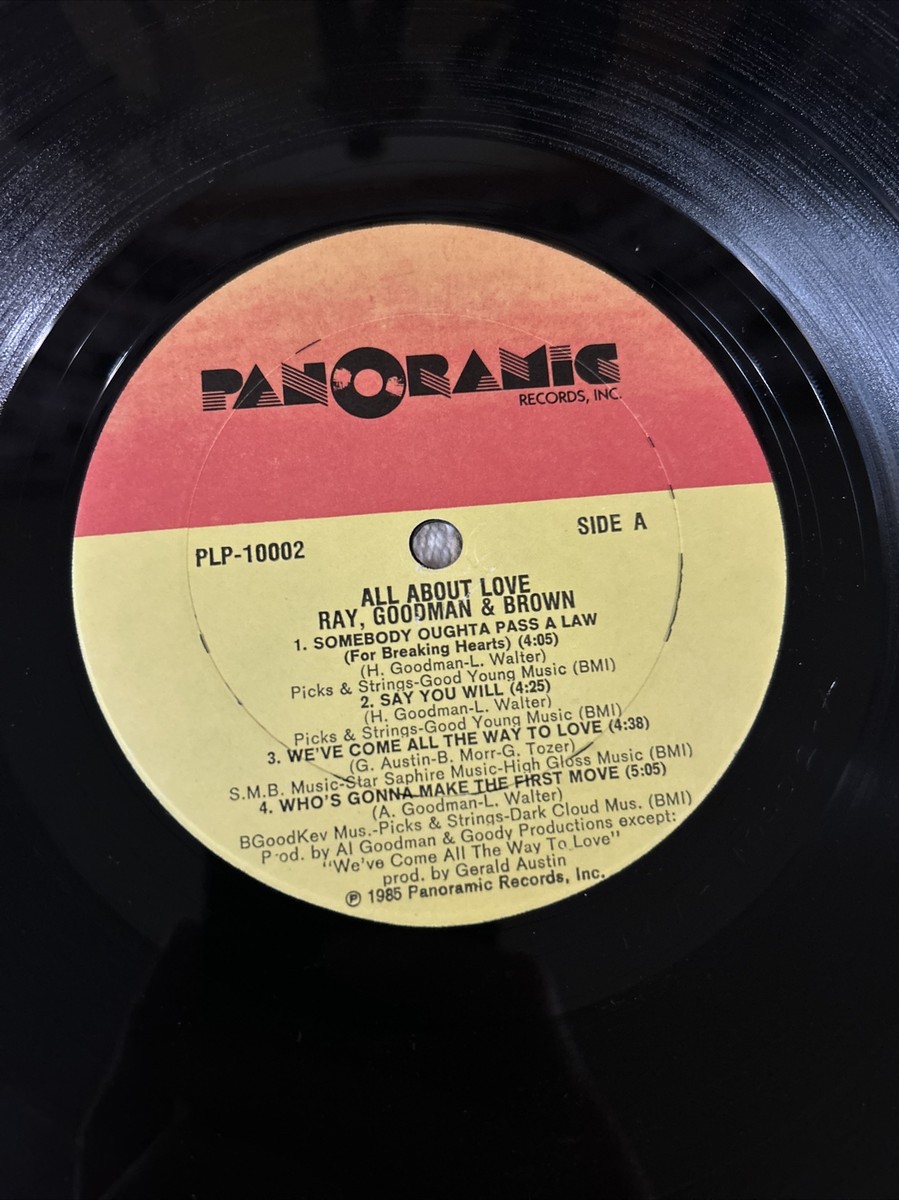 PANORAMIC
RECORDS, INC.
PLP-10002
SIDE A
ALL ABOUT LOVE
RAY, GOODMAN & BROWN
1. SOMEBODY OUGHTA PASS A LAW
(For Breaking Hearts) (4:05)
(H. Goodman-L. Walter)
Picks & Strings-Good Young Music (BMI)
2. SAY YOU WILL (4:25)
(H. Goodman-L. Walter)
Picks & Strings-Good Young Music (BMI)
3. WE'VE COME ALL THE WAY TO LOVE (4:38)
(G. Austin-B. Morr-G. Tozer)
S.M.B. Music-Star Saphire Music-High Gloss Music (BMI)
4. WHO'S GONNA MAKE THE FIRST MOVE (5:05)
(A. Goodman-L. Walter)
BGoodKev Mus.-Picks & Strings-Dark Cloud Mus. (BMI)
Prod. by Al Goodman & Goody Productions except:
"We've Come All The Way To Love"
prod. by Gerald Austin
℗ 1985 Panoramic Records, Inc.